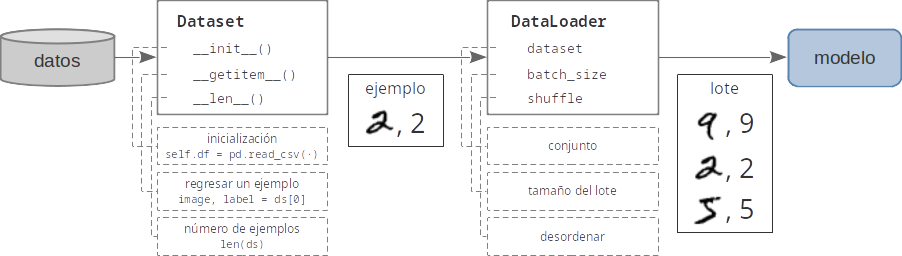 datos
Dataset
__init__()
__getitem__()
__len__()
inicialización
self.df = pd.read_csv(·)
regresar un ejemplo
image, label = ds[0]
número de ejemplos
len(ds)
ejemplo
2, 2
DataLoader
dataset
batch_size
shuffle
conjunto
tamaño del lote
desordenar
lote
9, 9
2, 2
5, 5
modelo